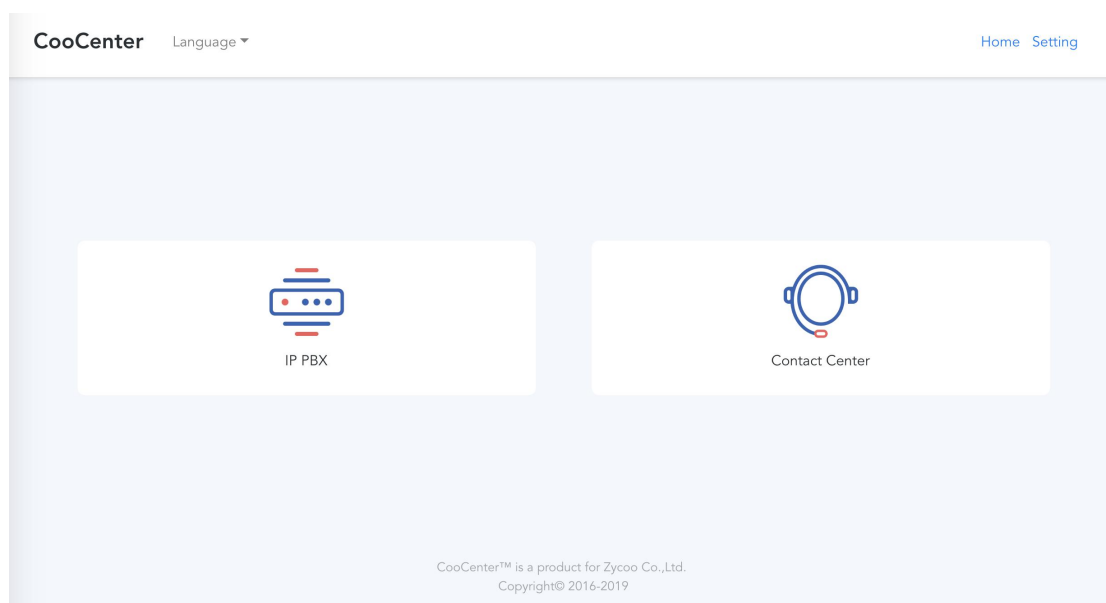 CooCenter Language Home Setting
IP PBX Contact Center
CooCenter™ is a product for Zycoo Co.,Ltd.
Copyright© 2016-2019